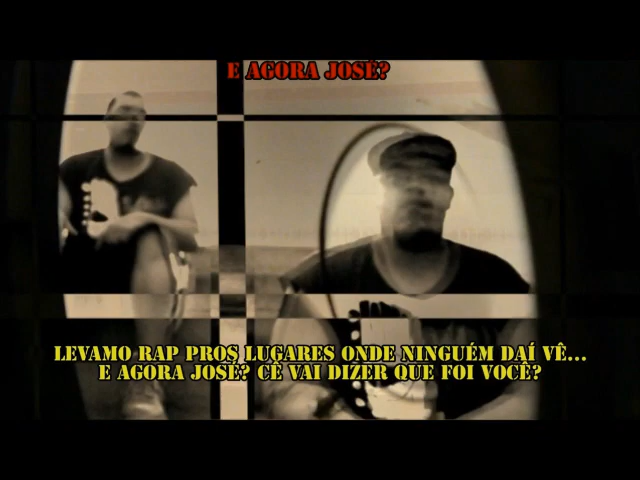 E AGORA JOSÉ?
LEVAMO RAP PROS LUGARES ONDE NINGUÉM DAÍ VÊ...
E AGORA JOSÉ? CÊ VAI DIZER QUE FOI VOCÊ?